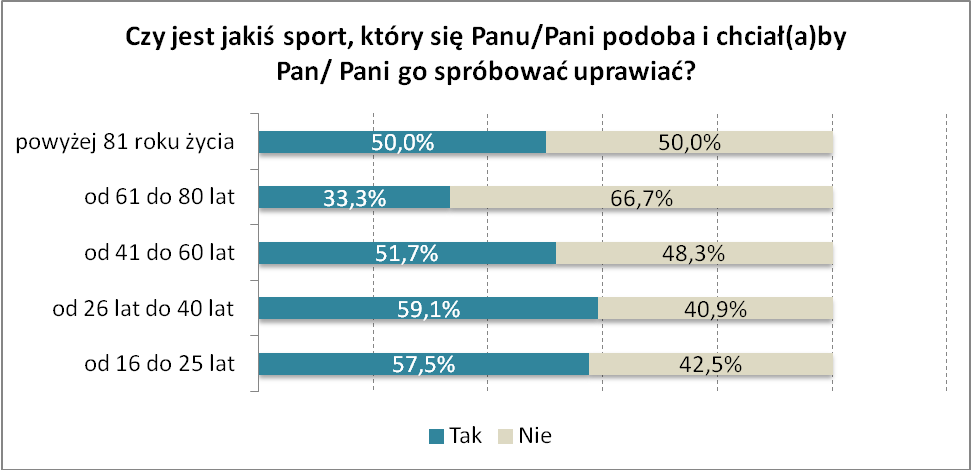 Czy jest jakiś sport, który się Panu/Pani podoba i chciał(a)by
Pan/ Pani go spróbować uprawiać?
powyżej 81 roku życia 50,0% 50,0%
od 61 do 80 lat 33,3% 66,7%
od 41 do 60 lat 51,7% 48,3%
od 26 lat do 40 lat 59,1% 40,9%
od 16 do 25 lat 57,5% 42,5%
Tak Nie